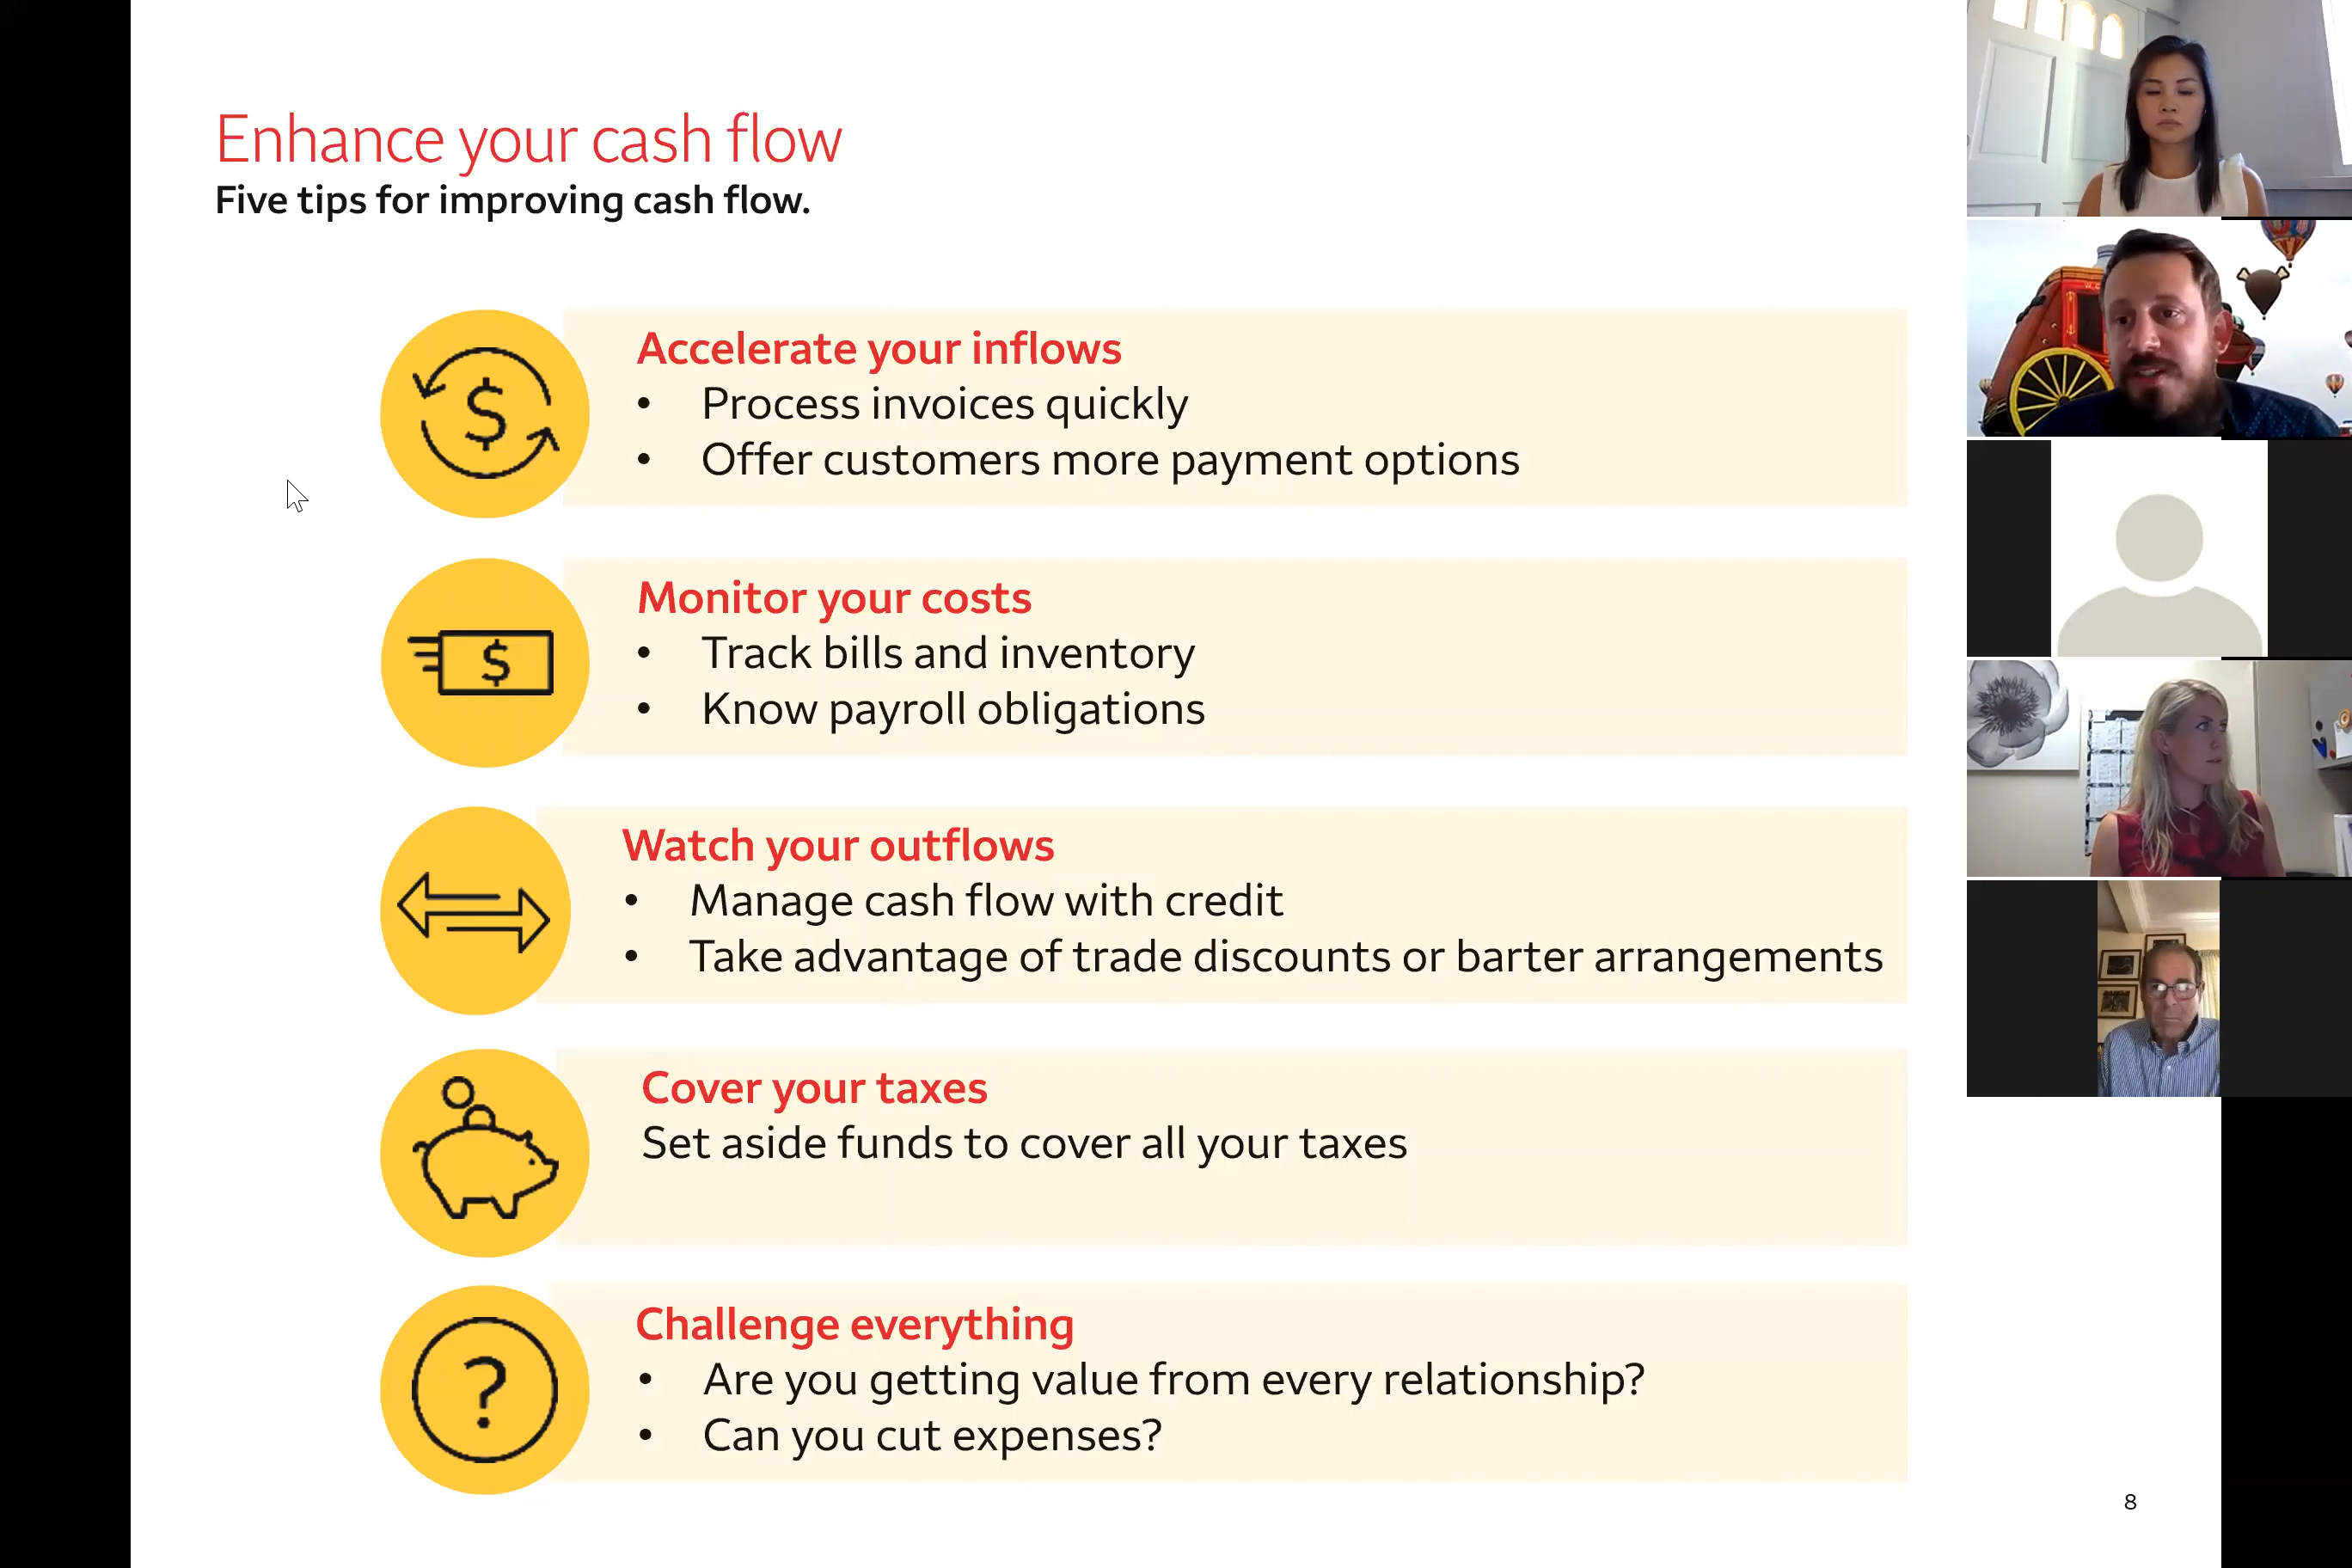 Enhance your cash flow
Five tips for improving cash flow.
$
Accelerate your inflows
• Process invoices quickly
• Offer customers more payment options
$
Monitor your costs
• Track bills and inventory
• Know payroll obligations
Watch your outflows
• Manage cash flow with credit
• Take advantage of trade discounts or barter arrangements
Cover your taxes
Set aside funds to cover all your taxes
?
Challenge everything
• Are you getting value from every relationship?
• Can you cut expenses?
8